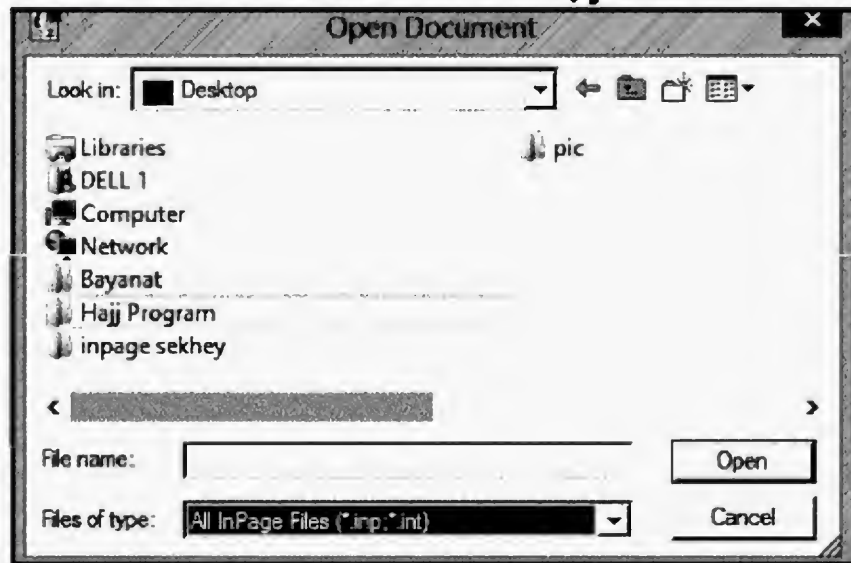 Open Document
Look in: Desktop
Libraries
pic
DELL 1
Computer
Network
Bayanat
Hajj Program
inpage sekhey
File name:
Open
Files of type: All InPage Files (*.inp;*.int)
Cancel